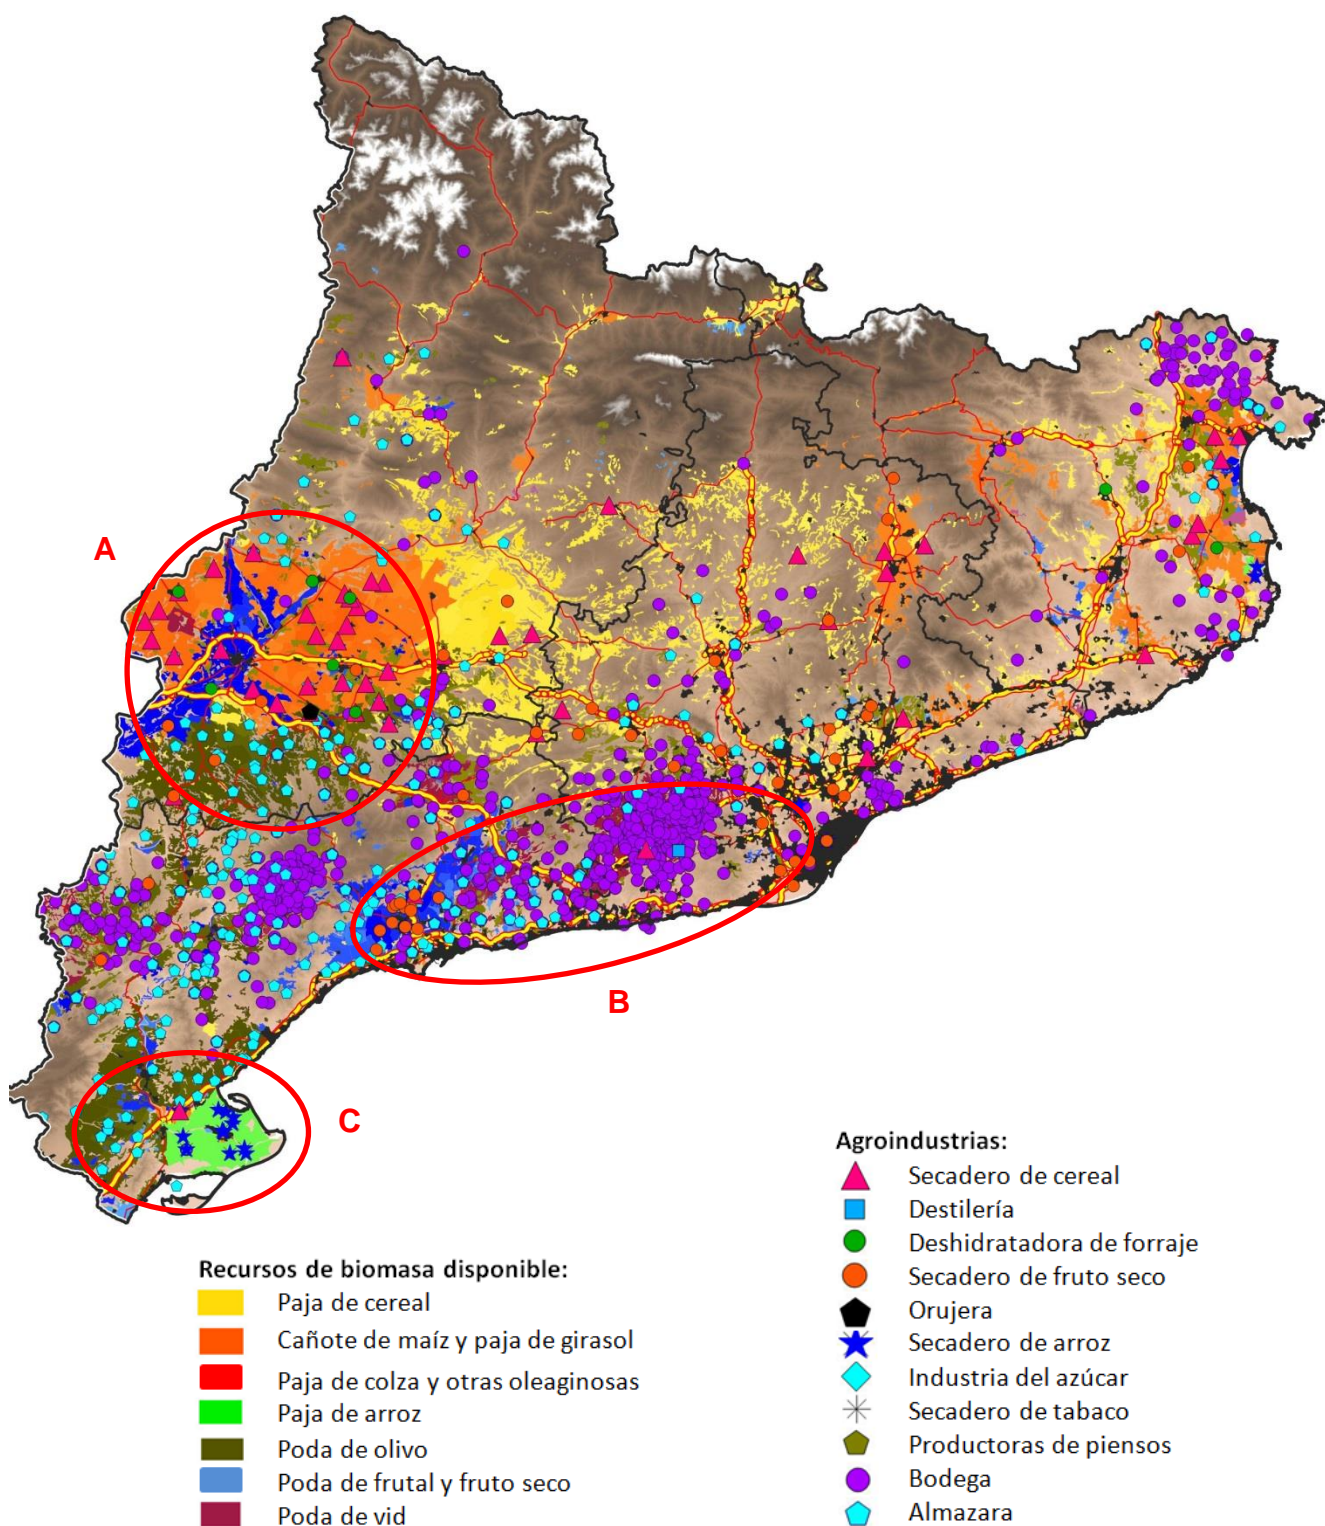 A
B
C
Recursos de biomasa disponible:
Paja de cereal
Cañote de maíz y paja de girasol
Paja de colza y otras oleaginosas
Paja de arroz
Poda de olivo
Poda de frutal y fruto seco
Poda de vid
Agroindustrias:
Secadero de cereal
Destilería
Deshidratadora de forraje
Secadero de fruto seco
Orujera
Secadero de arroz
Industria del azúcar
Secadero de tabaco
Productoras de piensos
Bodega
Almazara